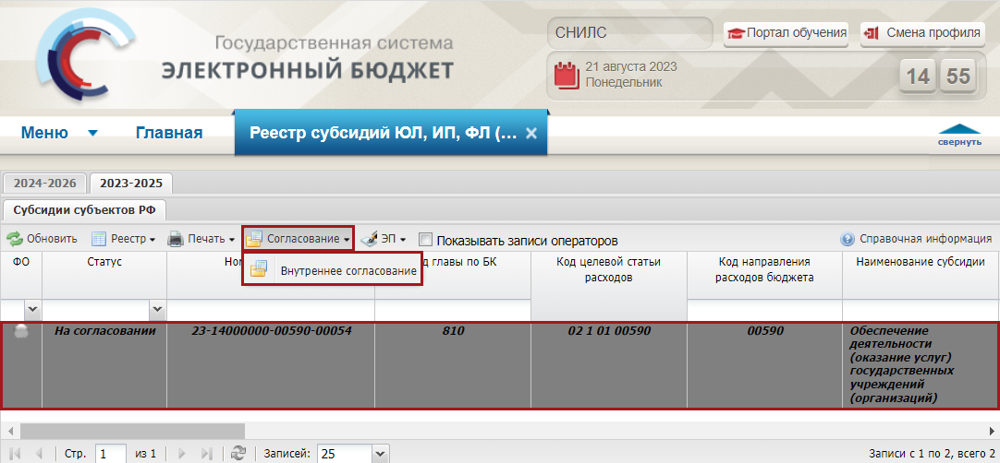 Государственная система
ЭЛЕКТРОННЫЙ БЮДЖЕТ
СНИЛС
Портал обучения
Смена профиля
21 августа 2023
Понедельник
14 55
Меню
Главная
Реестр субсидий ЮЛ, ИП, ФЛ (...
свернуть
2024-2026
2023-2025
Субсидии субъектов РФ
Обновить
Реестр
Печать
Согласование
ЭП
Показывать записи операторов
Справочная информация
Внутреннее согласование
ФО
Статус
главы по БК
Код целевой статьи
расходов
Код направления
расходов бюджета
Наименование субсидии
На согласовании
23-14000000-00590-00054
810
02 1 01 00590
00590
Обеспечение
деятельности
(оказание услуг)
государственных
учреждений
(организаций)
Стр. 1 из 1
Записей: 25
Записи с 1 по 2, всего 2